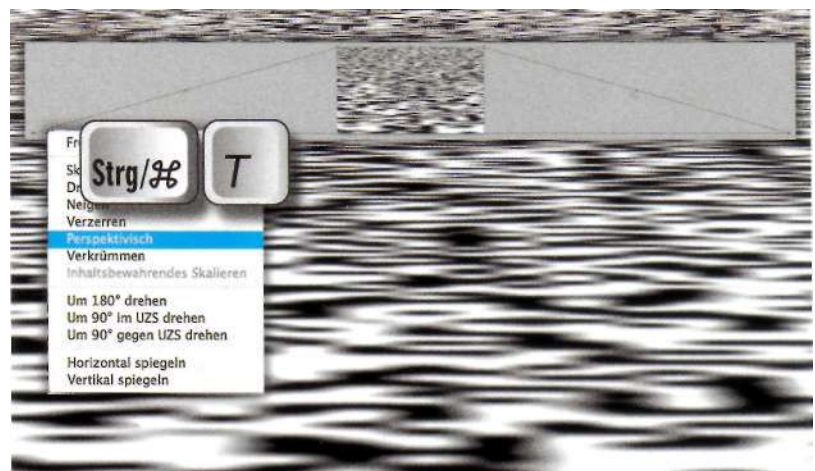 Strg/⌘
T
Neigen
Verzerren
Perspektivisch
Verkrümmen
Inhaltsbewahrendes Skalieren
Um 180° drehen
Um 90° im UZS drehen
Um 90° gegen UZS drehen
Horizontal spiegeln
Vertikal spiegeln